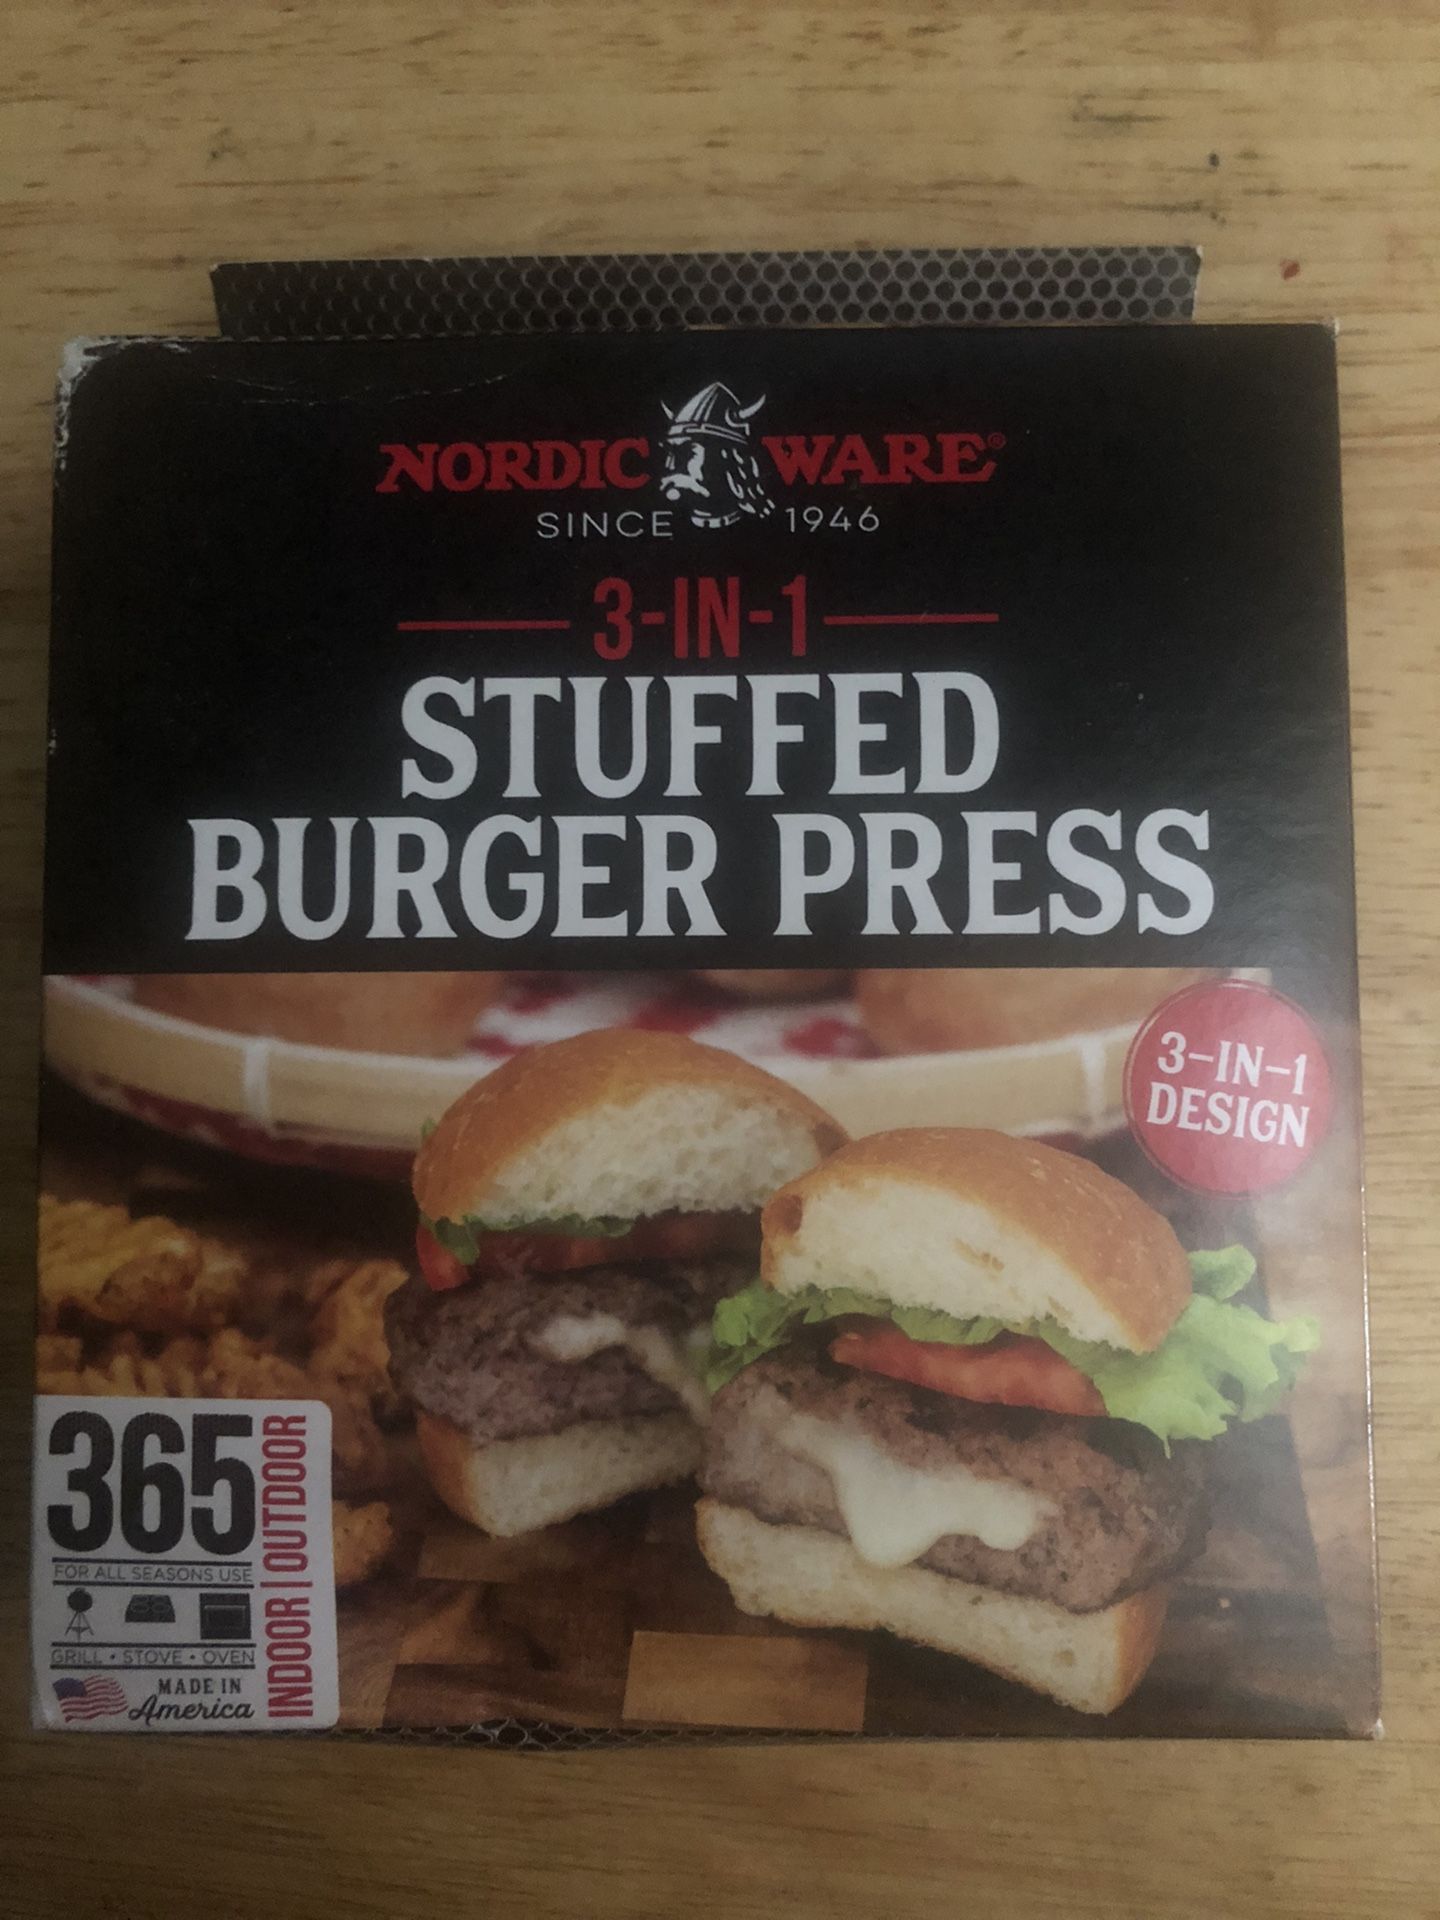 NORDIC WARE®
SINCE 1946
3-IN-1
STUFFED
BURGER PRESS
3-IN-1
DESIGN
365
FOR ALL SEASONS USE
GRILL • STOVE • OVEN
MADE IN
America
INDOOR | OUTDOOR